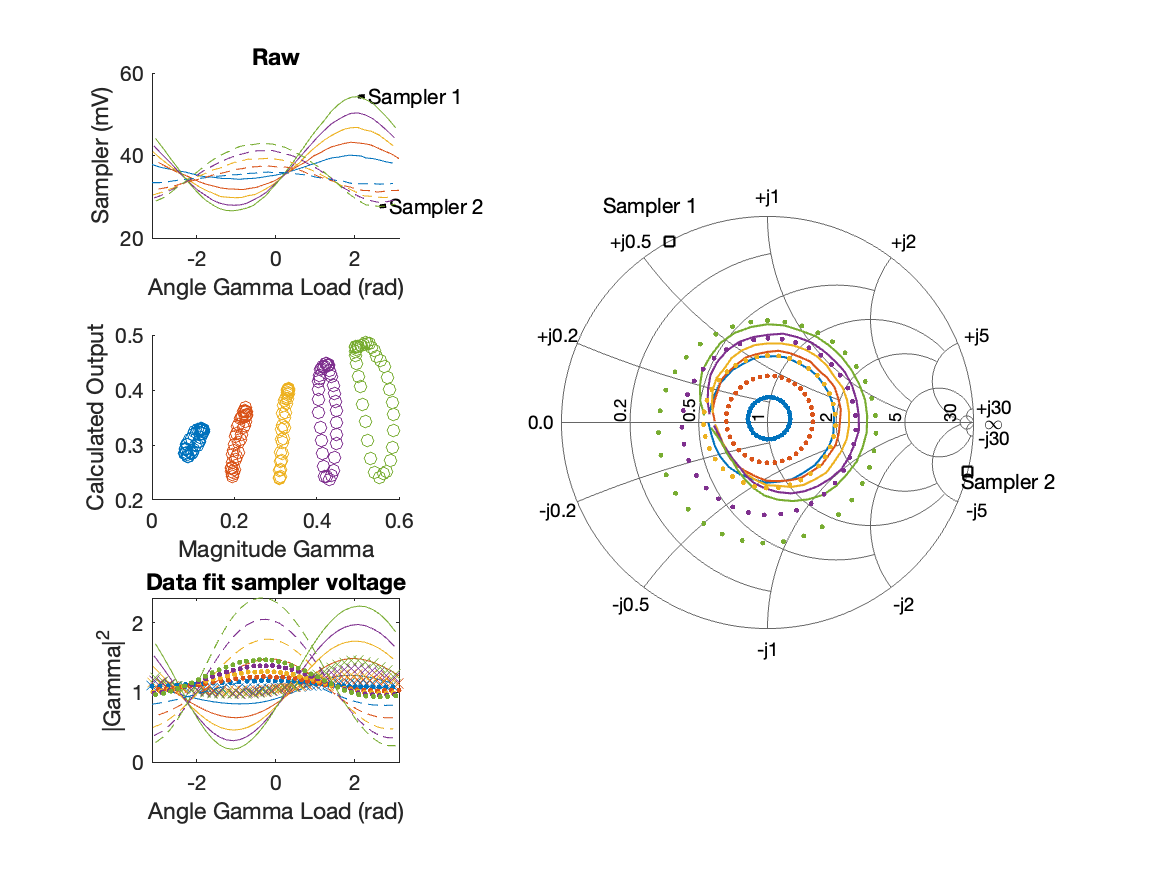 Raw
60
40
20
Sampler (mV)
Sampler 1
Sampler 2
-2
0
2
Angle Gamma Load (rad)
0.5
0.4
0.3
0.2
Calculated Output
0
0.2
0.4
0.6
Magnitude Gamma
Data fit sampler voltage
2
1
0
|Gamma|²
-2
0
2
Angle Gamma Load (rad)
+j1
Sampler 1
+j0.5
+j2
+j0.2
+j5
0.0
0.2
0.5
1
2
5
30
+j30
∞
-j30
Sampler 2
-j0.2
-j5
-j0.5
-j2
-j1